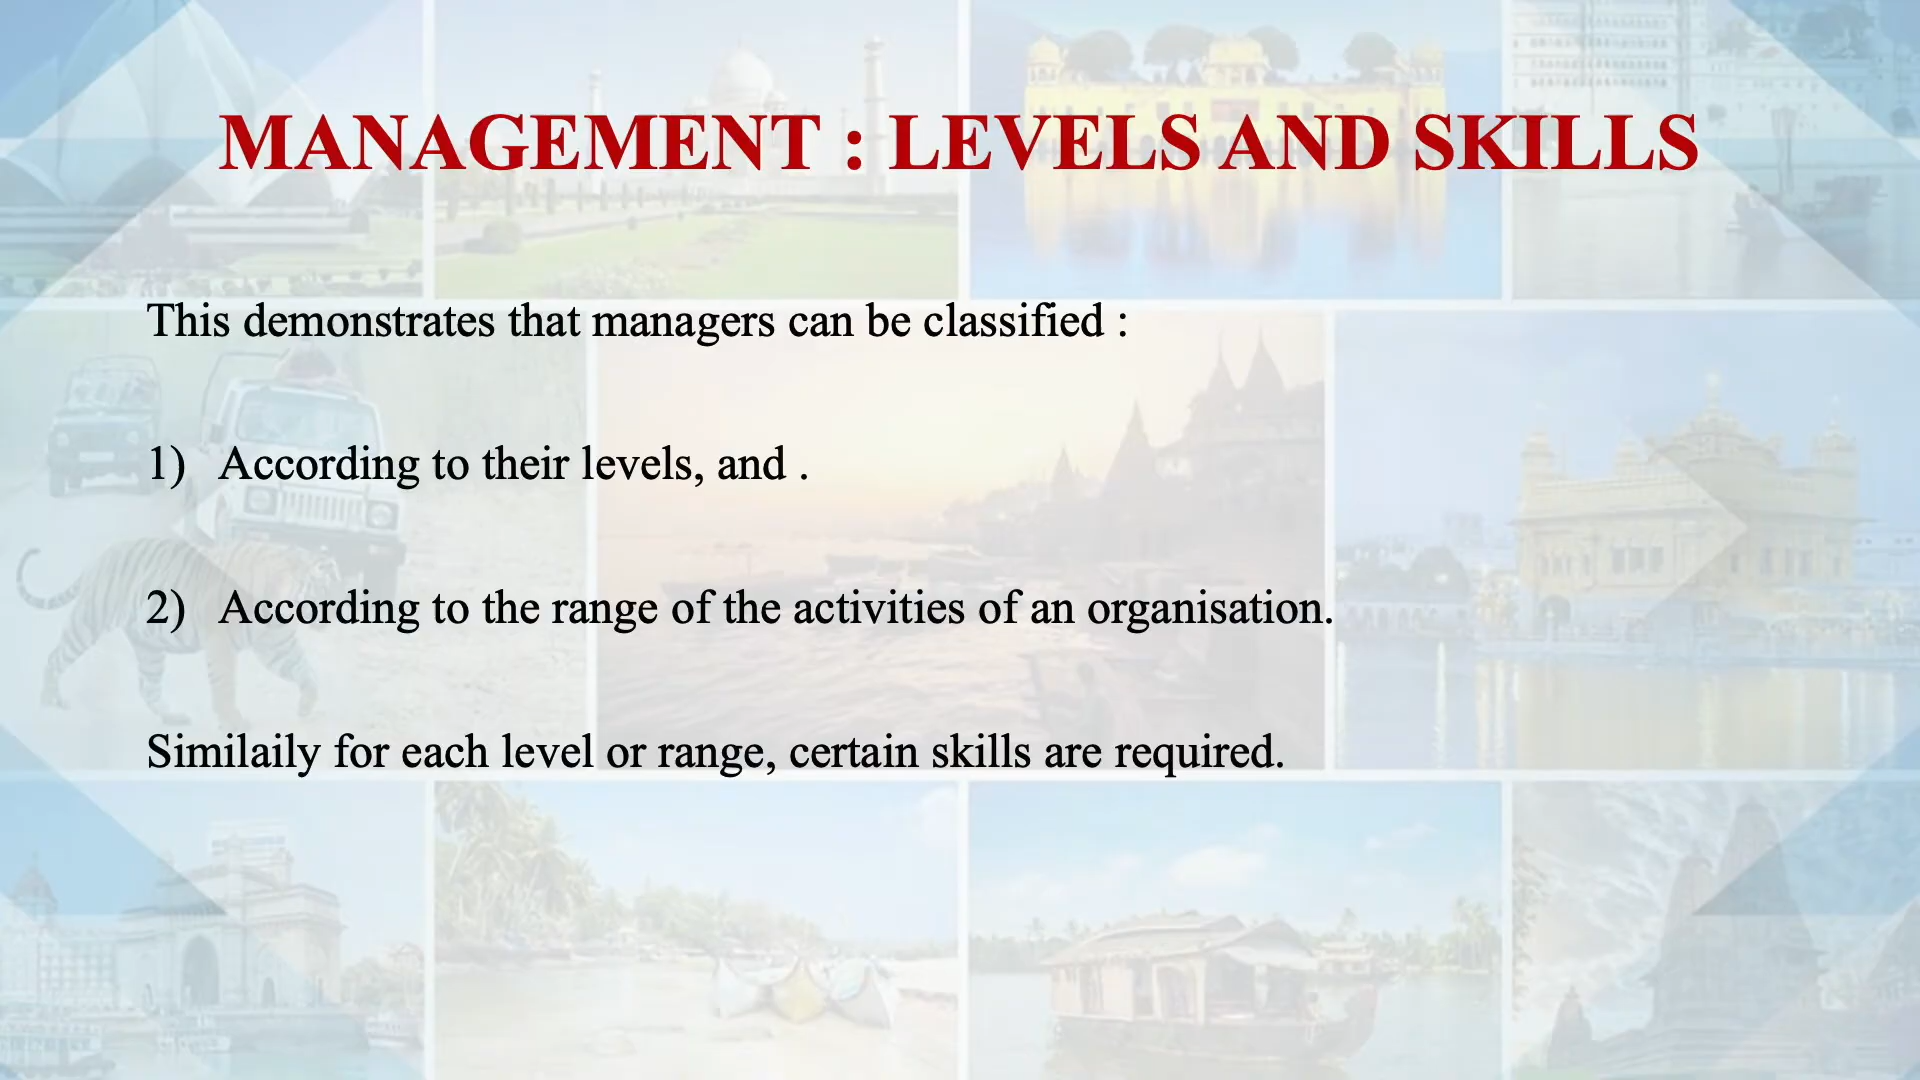 MANAGEMENT : LEVELS AND SKILLS
This demonstrates that managers can be classified :
1) According to their levels, and .
2) According to the range of the activities of an organisation.
Similaily for each level or range, certain skills are required.